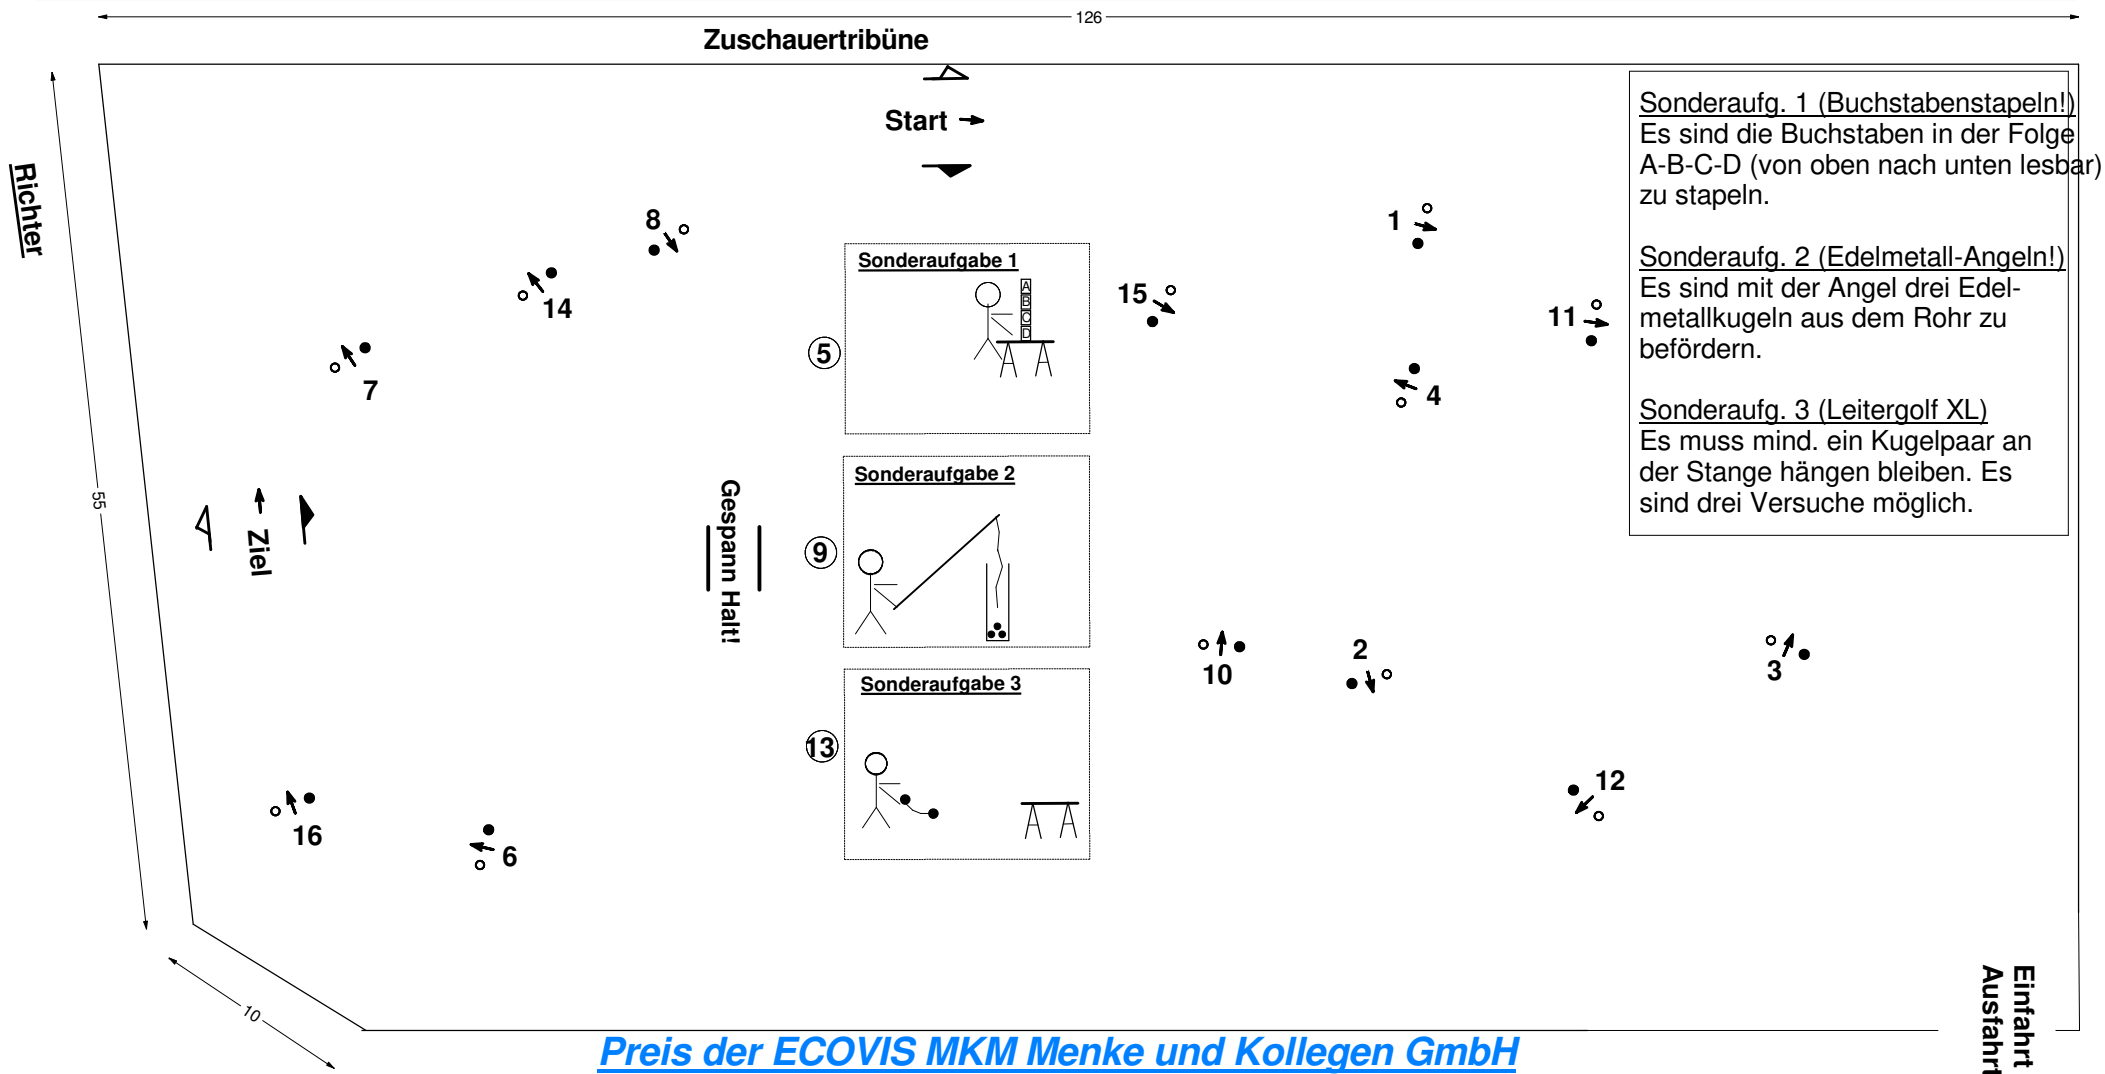 126
Zuschauertribüne
Start
Richter
Sonderaufg. 1 (Buchstabenstapeln!)
Es sind die Buchstaben in der Folge
A-B-C-D (von oben nach unten lesbar)
zu stapeln.
Sonderaufg. 2 (Edelmetall-Angeln!)
Es sind mit der Angel drei Edel-
metallkugeln aus dem Rohr zu
befördern.
Sonderaufg. 3 (Leitergolf XL)
Es muss mind. ein Kugelpaar an
der Stange hängen bleiben. Es
sind drei Versuche möglich.
8
1
14
Sonderaufgabe 1
A
B
C
D
15
11
5
7
4
55
Ziel
Gespann Halt!
Sonderaufgabe 2
9
10
2
3
Sonderaufgabe 3
13
12
16
6
10
Einfahrt
Ausfahrt
Preis der ECOVIS MKM Menke und Kollegen GmbH